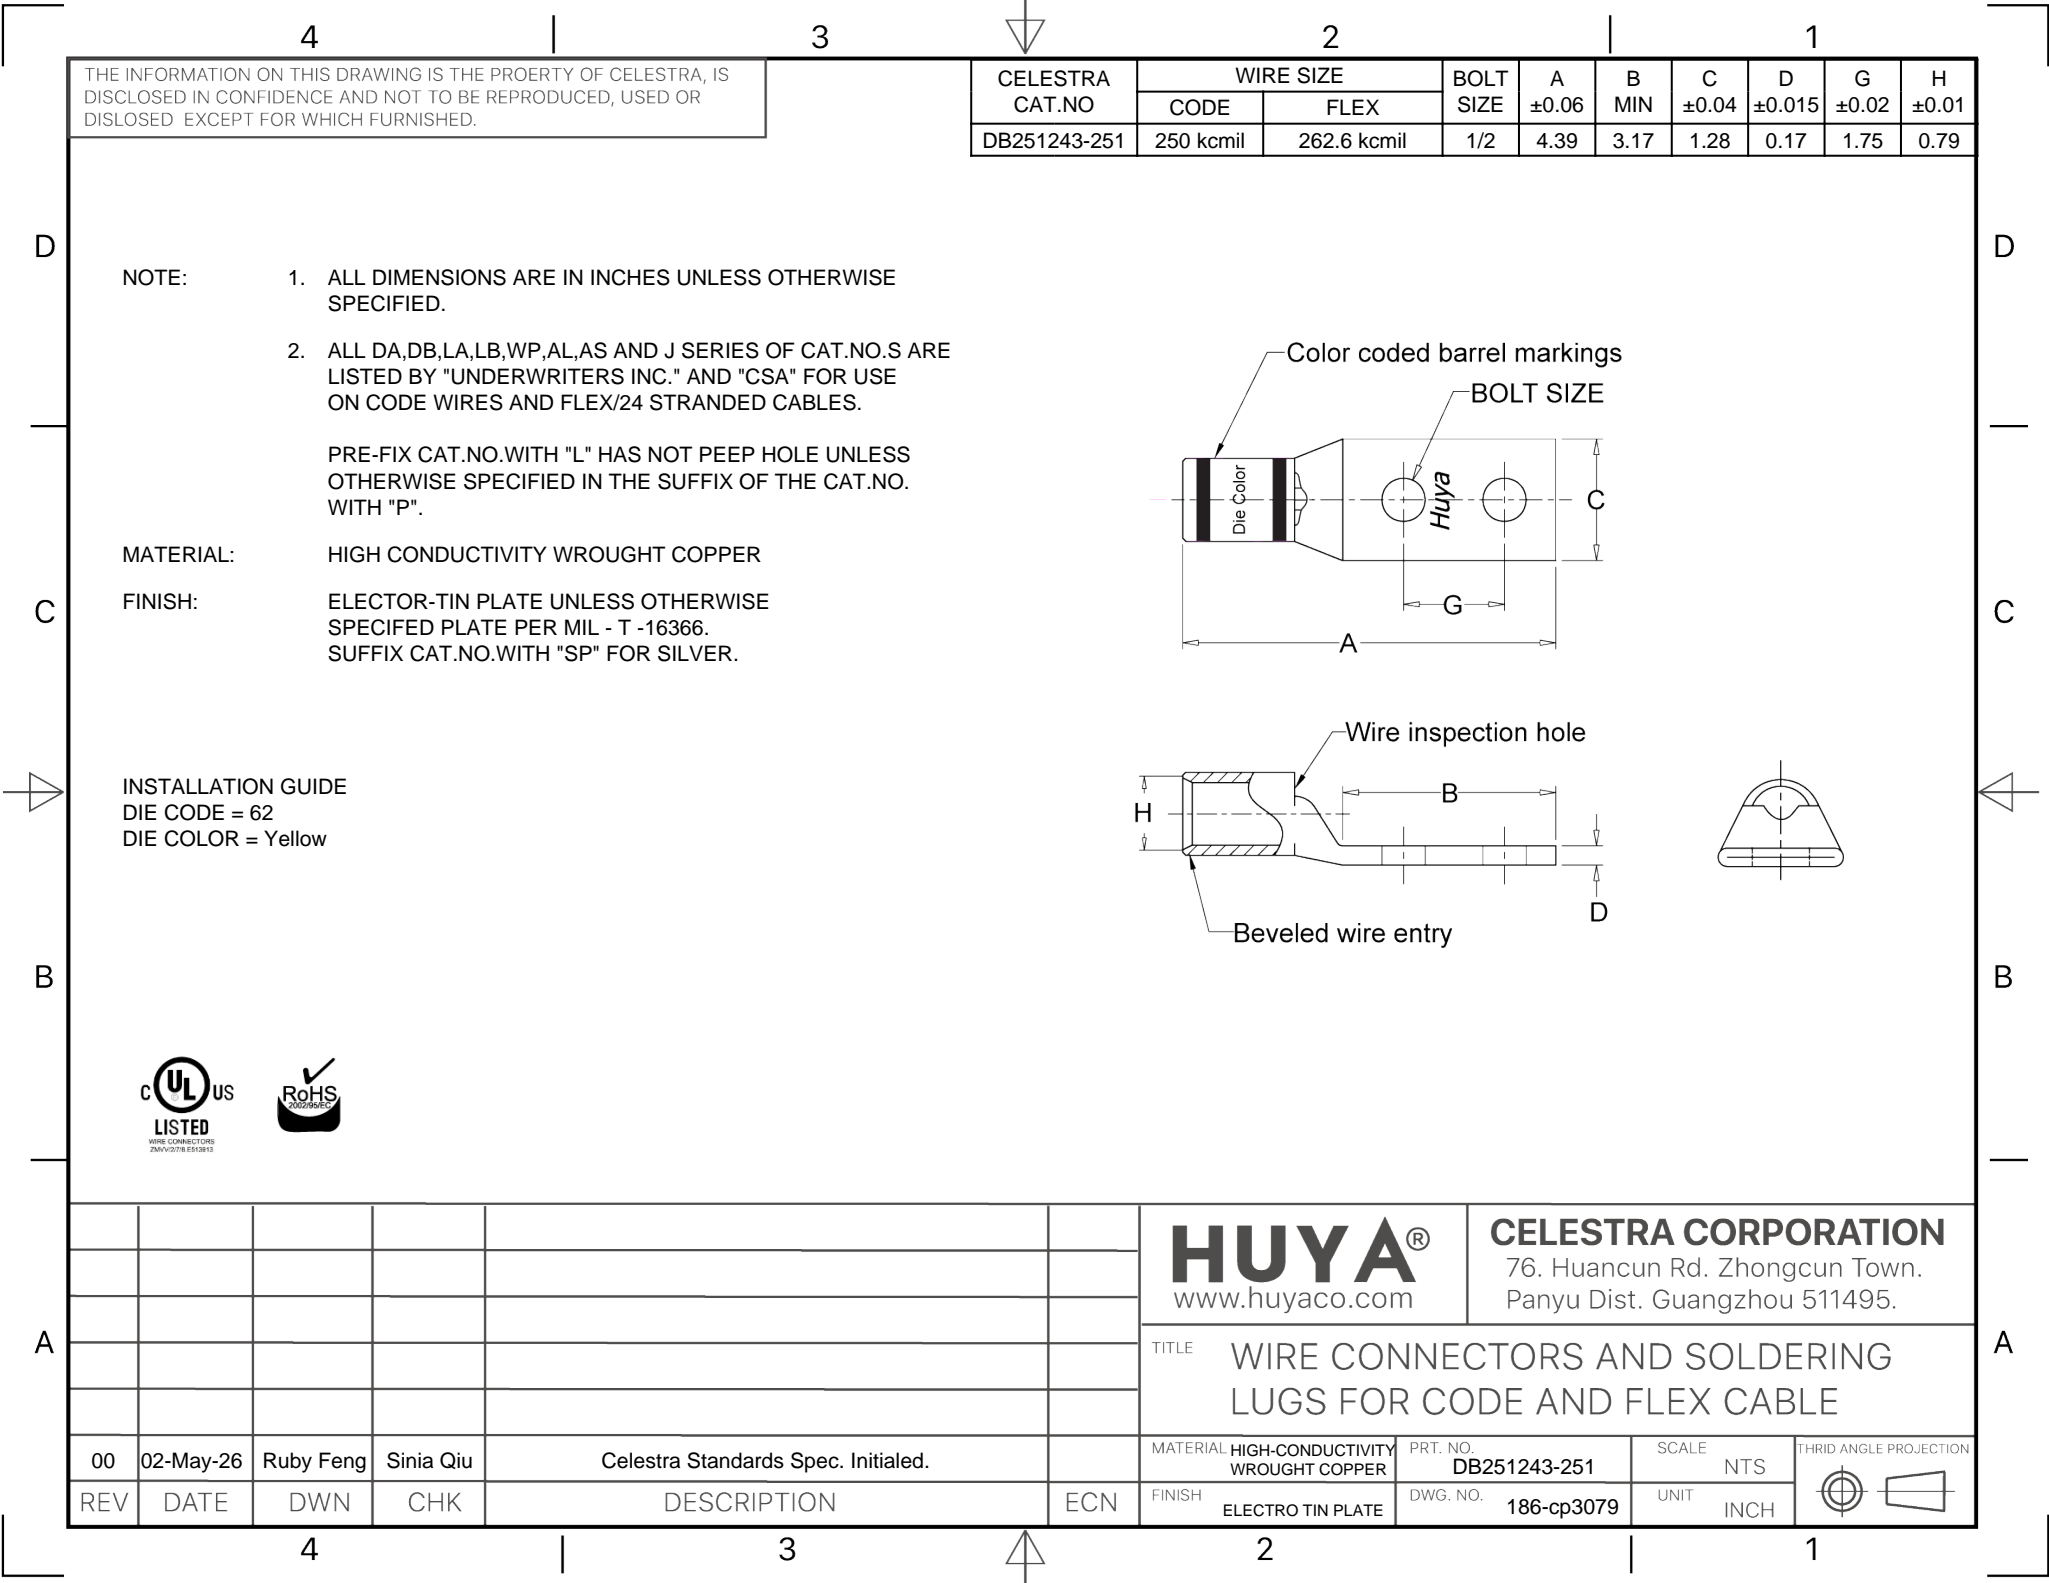 4 3 2 1
THE INFORMATION ON THIS DRAWING IS THE PROERTY OF CELESTRA, IS
DISCLOSED IN CONFIDENCE AND NOT TO BE REPRODUCED, USED OR
DISLOSED EXCEPT FOR WHICH FURNISHED.
CELESTRA WIRE SIZE BOLT A B C D G H
CAT.NO CODE FLEX SIZE ±0.06 MIN ±0.04 ±0.015 ±0.02 ±0.01
DB251243-251 250 kcmil 262.6 kcmil 1/2 4.39 3.17 1.28 0.17 1.75 0.79
D D
NOTE: 1. ALL DIMENSIONS ARE IN INCHES UNLESS OTHERWISE
SPECIFIED.
2. ALL DA,DB,LA,LB,WP,AL,AS AND J SERIES OF CAT.NO.S ARE
LISTED BY "UNDERWRITERS INC." AND "CSA" FOR USE
ON CODE WIRES AND FLEX/24 STRANDED CABLES.
PRE-FIX CAT.NO.WITH "L" HAS NOT PEEP HOLE UNLESS
OTHERWISE SPECIFIED IN THE SUFFIX OF THE CAT.NO.
WITH "P".
MATERIAL: HIGH CONDUCTIVITY WROUGHT COPPER
FINISH: ELECTOR-TIN PLATE UNLESS OTHERWISE
SPECIFED PLATE PER MIL - T -16366.
SUFFIX CAT.NO.WITH "SP" FOR SILVER.
C C
Color coded barrel markings
BOLT SIZE
Die Color
Huya
C
G
A
INSTALLATION GUIDE
DIE CODE = 62
DIE COLOR = Yellow
Wire inspection hole
H
B
D
Beveled wire entry
B B
C UL US
LISTED
WIRE CONNECTORS
ZMVV/2/7/8.E513913
RoHS
2002/95/EC
A A
HUYA®
www.huyaco.com
CELESTRA CORPORATION
76. Huancun Rd. Zhongcun Town.
Panyu Dist. Guangzhou 511495.
TITLE WIRE CONNECTORS AND SOLDERING
LUGS FOR CODE AND FLEX CABLE
00 02-May-26 Ruby Feng Sinia Qiu Celestra Standards Spec. Initialed.
REV DATE DWN CHK DESCRIPTION ECN
MATERIAL HIGH-CONDUCTIVITY
WROUGHT COPPER
PRT. NO.
DB251243-251
SCALE
NTS
THRID ANGLE PROJECTION
FINISH
ELECTRO TIN PLATE
DWG. NO.
186-cp3079
UNIT
INCH
4 3 2 1